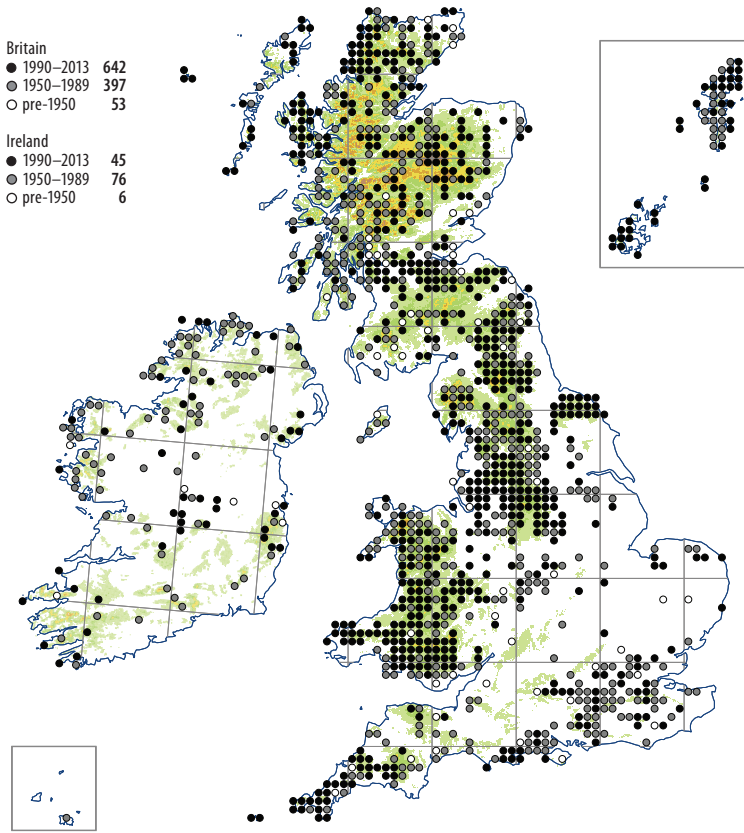 Britain
1990–2013 642
1950–1989 397
pre-1950 53
Ireland
1990–2013 45
1950–1989 76
pre-1950 6